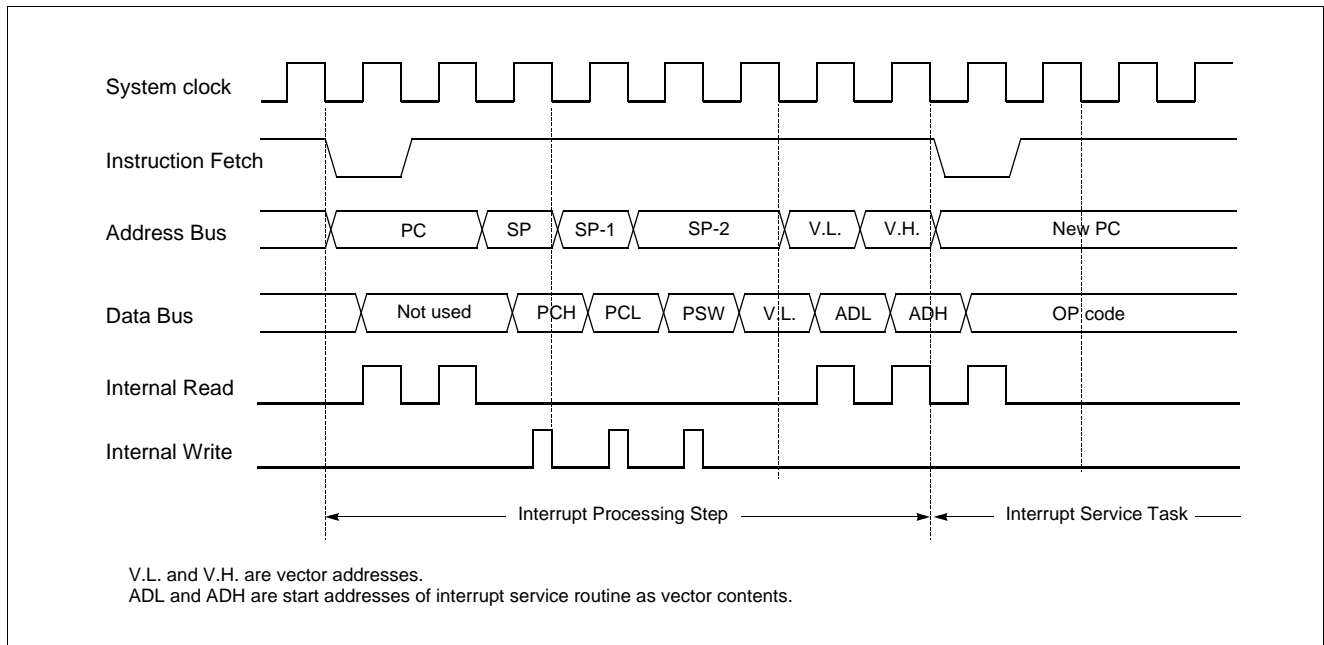 System clock
Instruction Fetch
Address Bus
PC SP SP-1 SP-2 V.L. V.H. New PC
Data Bus
Not used PCH PCL PSW V.L. ADL ADH OP code
Internal Read
Internal Write
Interrupt Processing Step Interrupt Service Task
V.L. and V.H. are vector addresses.
ADL and ADH are start addresses of interrupt service routine as vector contents.